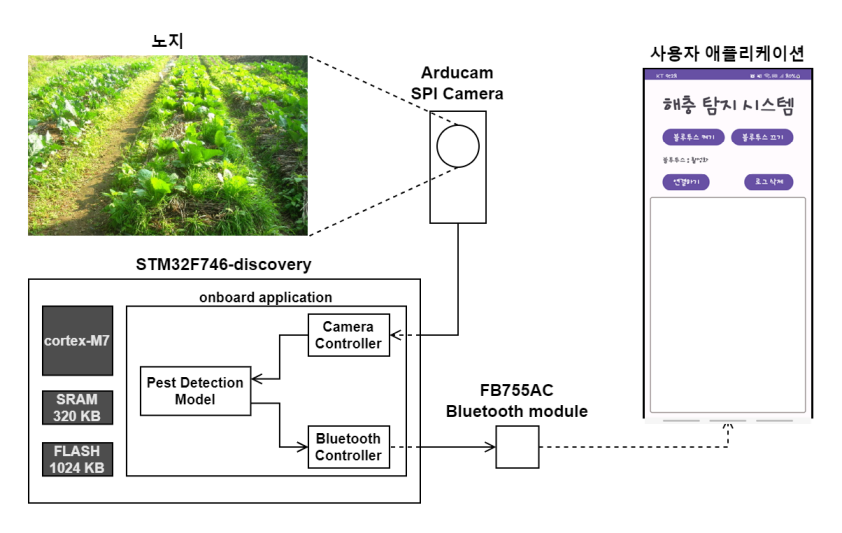 노지
Arducam
SPI Camera
사용자 애플리케이션
해충 탐지 시스템
블루투스 켜기
블루투스 끄기
블루투스 : 활성화
연결하기
로그 삭제
STM32F746-discovery
onboard application
cortex-M7
SRAM
320 KB
FLASH
1024 KB
Camera
Controller
Pest Detection
Model
Bluetooth
Controller
FB755AC
Bluetooth module